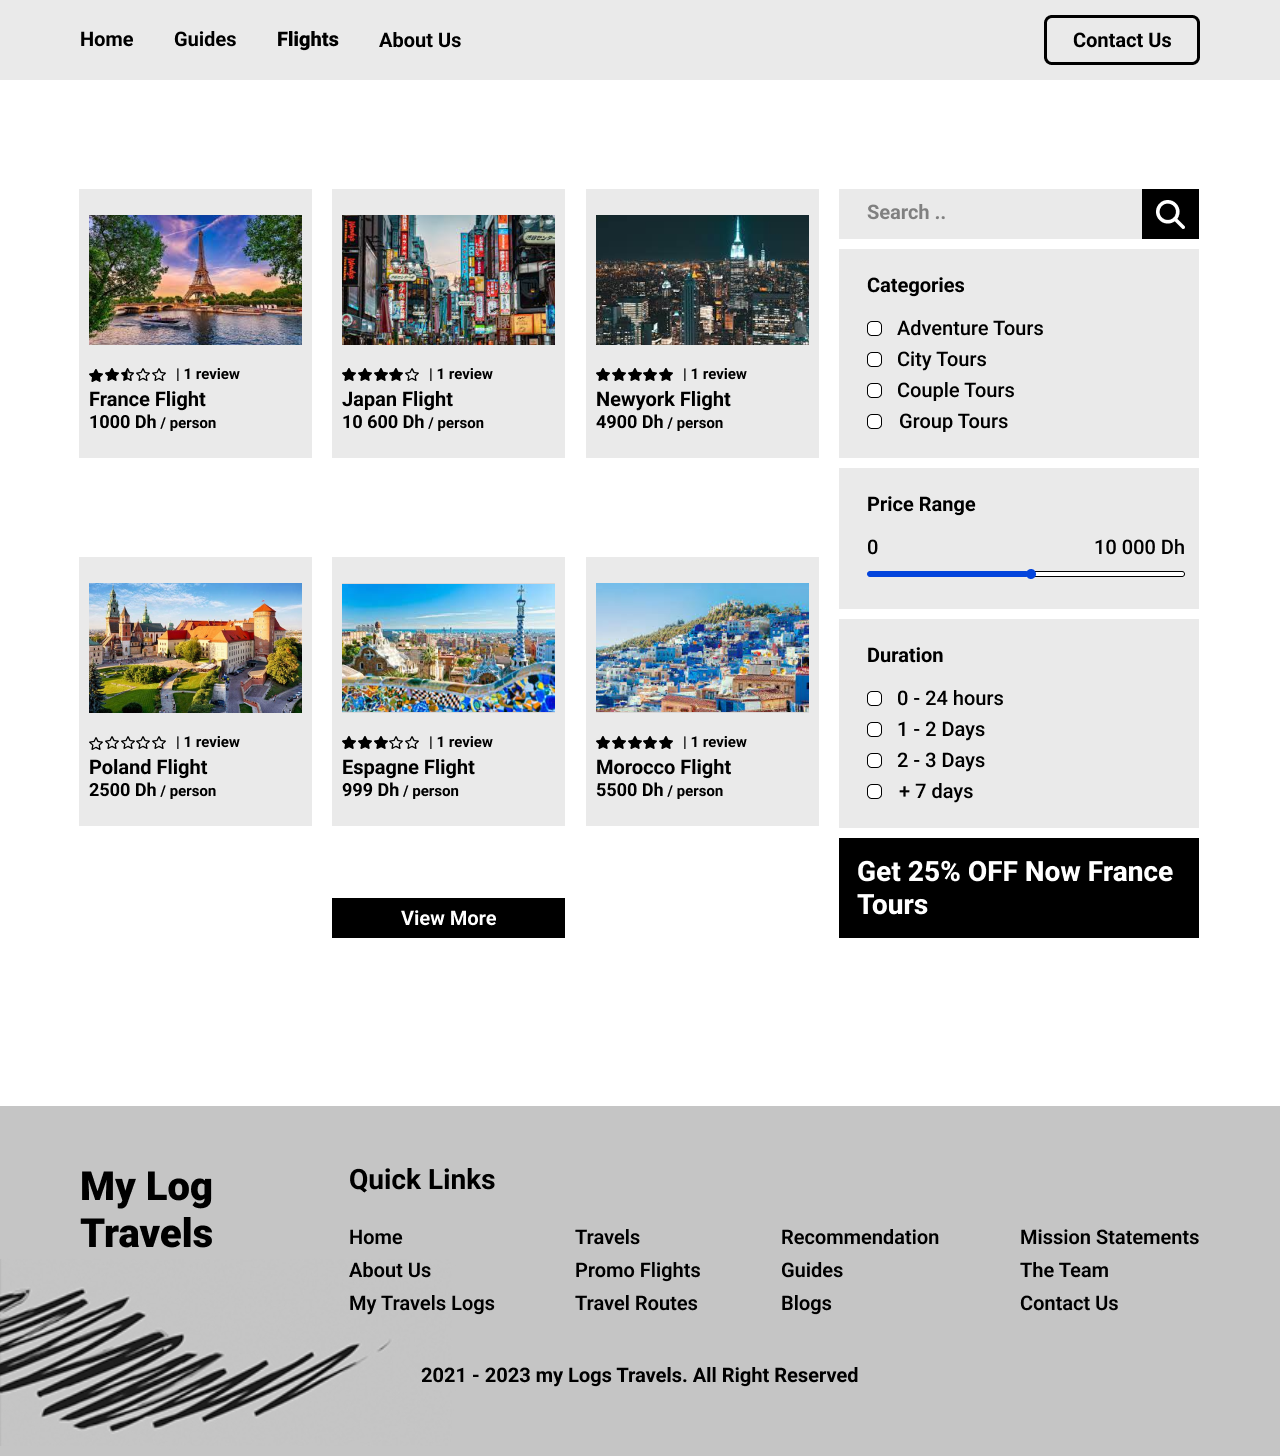 Home
Guides
Flights
About Us
Contact Us
| 1 review
France Flight
1000 Dh / person
| 1 review
Japan Flight
10 600 Dh / person
| 1 review
Newyork Flight
4900 Dh / person
Search ..
Categories
Adventure Tours
City Tours
Couple Tours
Group Tours
Price Range
0
10 000 Dh
| 1 review
Poland Flight
2500 Dh / person
| 1 review
Espagne Flight
999 Dh / person
| 1 review
Morocco Flight
5500 Dh / person
Duration
0 - 24 hours
1 - 2 Days
2 - 3 Days
+ 7 days
View More
Get 25% OFF Now France
Tours
My Log
Travels
Quick Links
Home
About Us
My Travels Logs
Travels
Promo Flights
Travel Routes
Recommendation
Guides
Blogs
Mission Statements
The Team
Contact Us
2021 - 2023 my Logs Travels. All Right Reserved